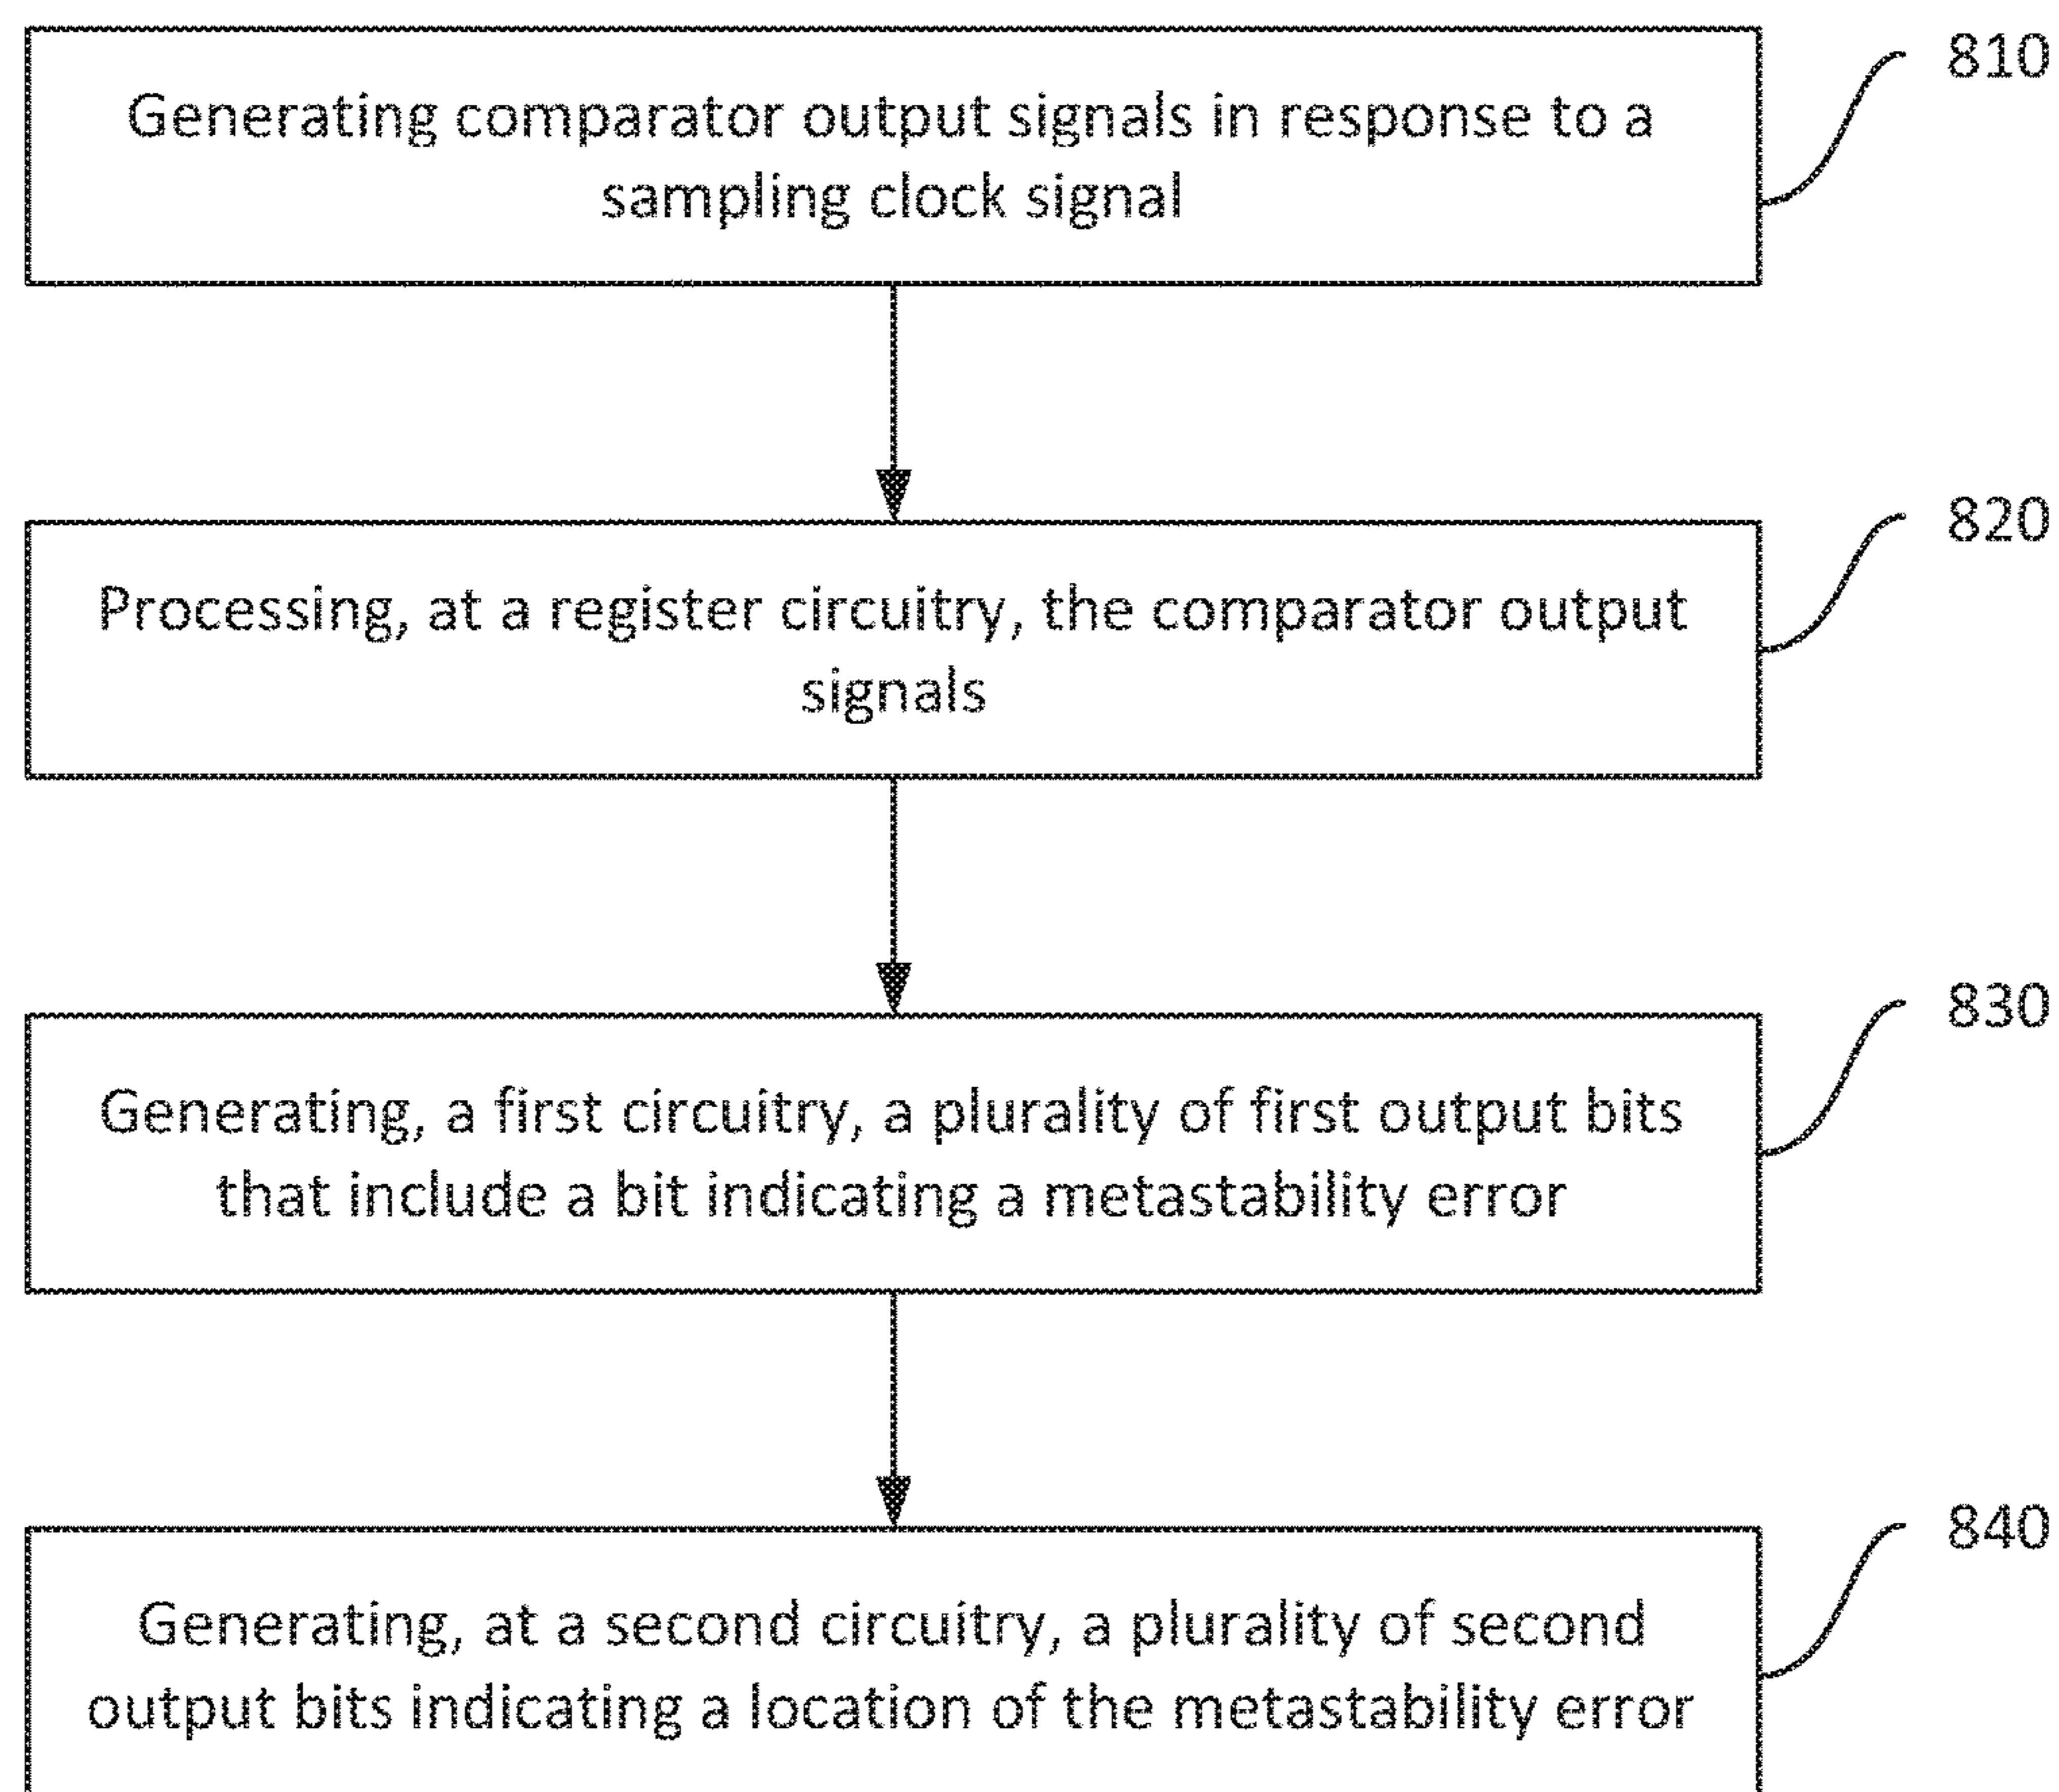 Generating comparator output signals in response to a
sampling clock signal
810
Processing, at a register circuitry, the comparator output
signals
820
Generating, a first circuitry, a plurality of first output bits
that include a bit indicating a metastability error
830
Generating, at a second circuitry, a plurality of second
output bits indicating a location of the metastability error
840